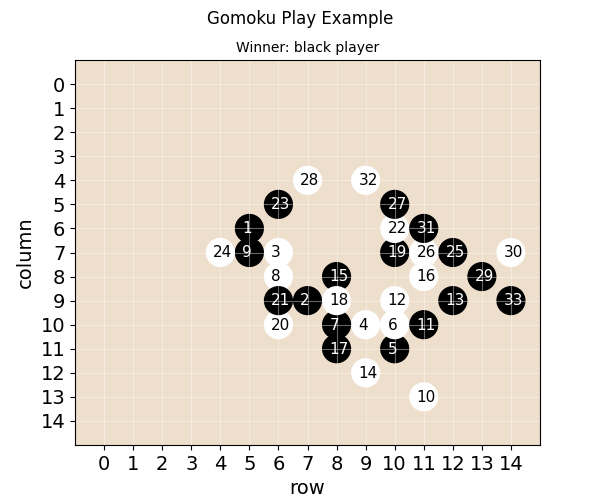 Gomoku Play Example
Winner: black player
0
1
2
3
4 28 32
5 23 27
6 1 22 31
7 24 9 3 19 26 25 30
8 8 15 16 29
9 21 2 18 12 13 33
10 20 7 4 6 11
11 17 5
12 14
13 10
14
column
0 1 2 3 4 5 6 7 8 9 10 11 12 13 14
row